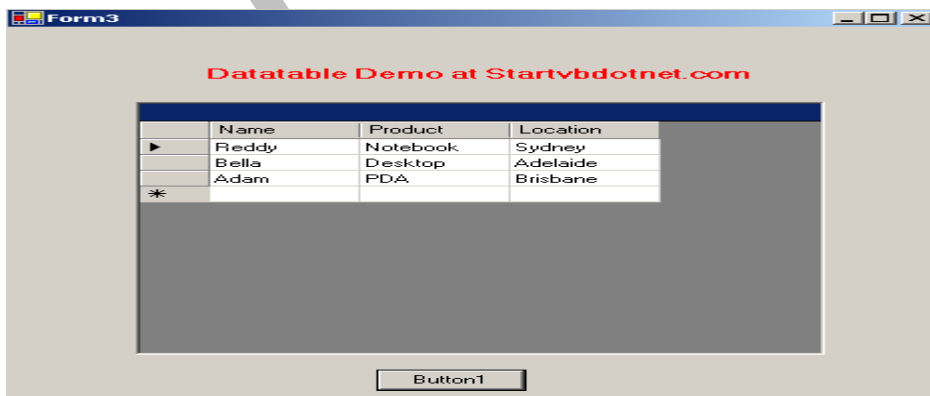 Form3
Datatable Demo at Startvbdotnet.com
Name Product Location
Reddy Notebook Sydney
Bella Desktop Adelaide
Adam PDA Brisbane
Button1